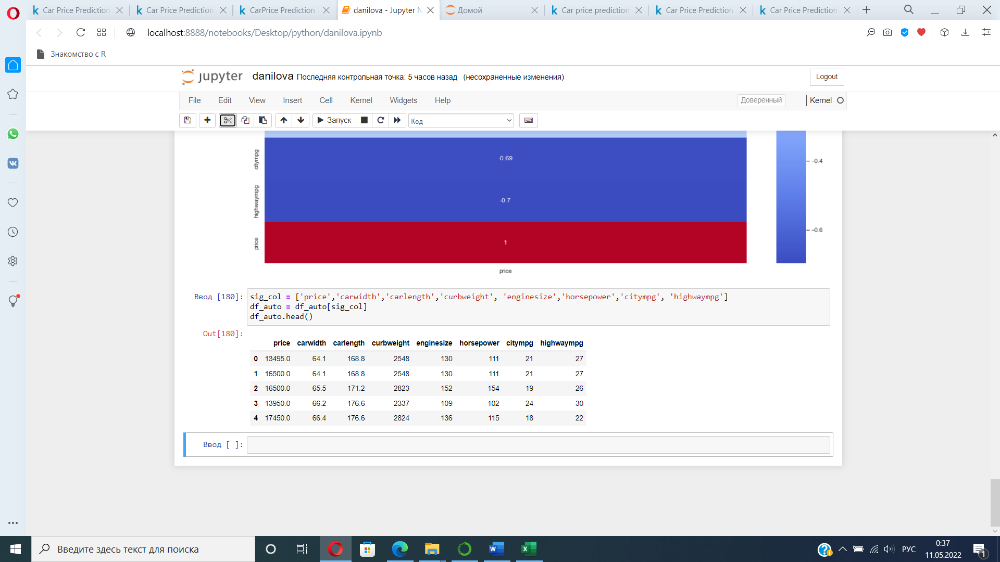 Car Price Prediction
Car Price Prediction
CarPrice Prediction
danilova - Jupyter N
Домой
Car price prediction
Car Price Prediction
Car Price Prediction
localhost:8888/notebooks/Desktop/python/danilova.ipynb
Знакомство с R
jupyter danilova Последняя контрольная точка: 5 часов назад (несохраненные изменения)
Logout
File Edit View Insert Cell Kernel Widgets Help
Доверенный
Kernel
Запуск
Код
citympg
-0.69
highwaympg
-0.7
price
1
price
−0.4
−0.6
Ввод [180]:
sig_col = ['price','carwidth','carlength','curbweight', 'enginesize','horsepower','citympg', 'highwaympg']
df_auto = df_auto[sig_col]
df_auto.head()
Out[180]:
price carwidth carlength curbweight enginesize horsepower citympg highwaympg
0 13495.0 64.1 168.8 2548 130 111 21 27
1 16500.0 64.1 168.8 2548 130 111 21 27
2 16500.0 65.5 171.2 2823 152 154 19 26
3 13950.0 66.2 176.6 2337 109 102 24 30
4 17450.0 66.4 176.6 2824 136 115 18 22
Ввод [ ]:
Введите здесь текст для поиска
РУС
0:37
11.05.2022
1